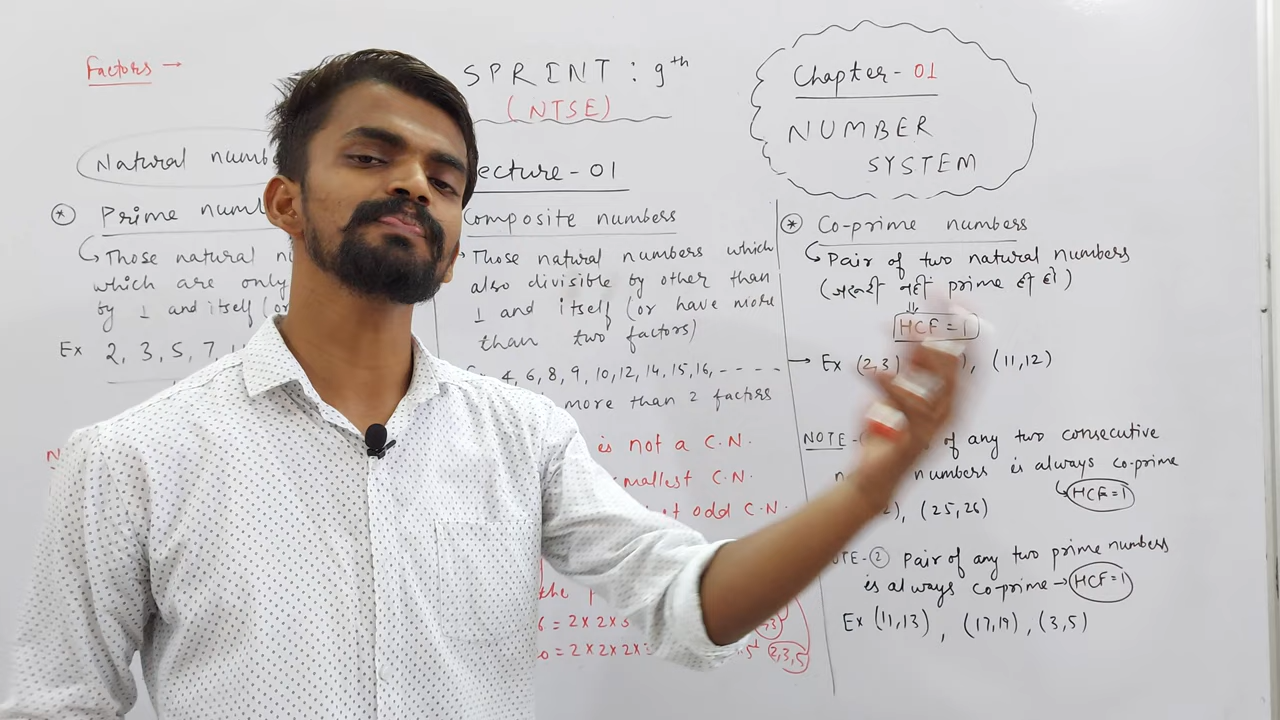 Factors →
SPRINT : 9th
(NTSE)
Chapter - 01
NUMBER
SYSTEM
Natural numb
ecture - 01
* Prime num
Those natural nu
which are only
by 1 and itself (or
Ex 2, 3, 5, 7,
Composite numbers
Those natural numbers which
also divisible by other than
1 and itself (or have more
than two factors)
4, 6, 8, 9, 10, 12, 14, 15, 16, - - - - -
more than 2 factors
is not a C.N.
mallest C.N.
odd C.N.
the
= 2 × 2 ×
= 2 × 2 × 2 ×
2,3,5
* Co-prime numbers
Pair of two natural numbers
(जरूरी नहीं prime ही हो)
HCF = 1
→ Ex (2,3) ), (11,12)
NOTE - of any two consecutive
numbers is always co-prime
HCF = 1
), (25,26)
OTE - 2 Pair of any two prime numbers
is always co-prime → HCF = 1
Ex (11,13), (17,19), (3,5)